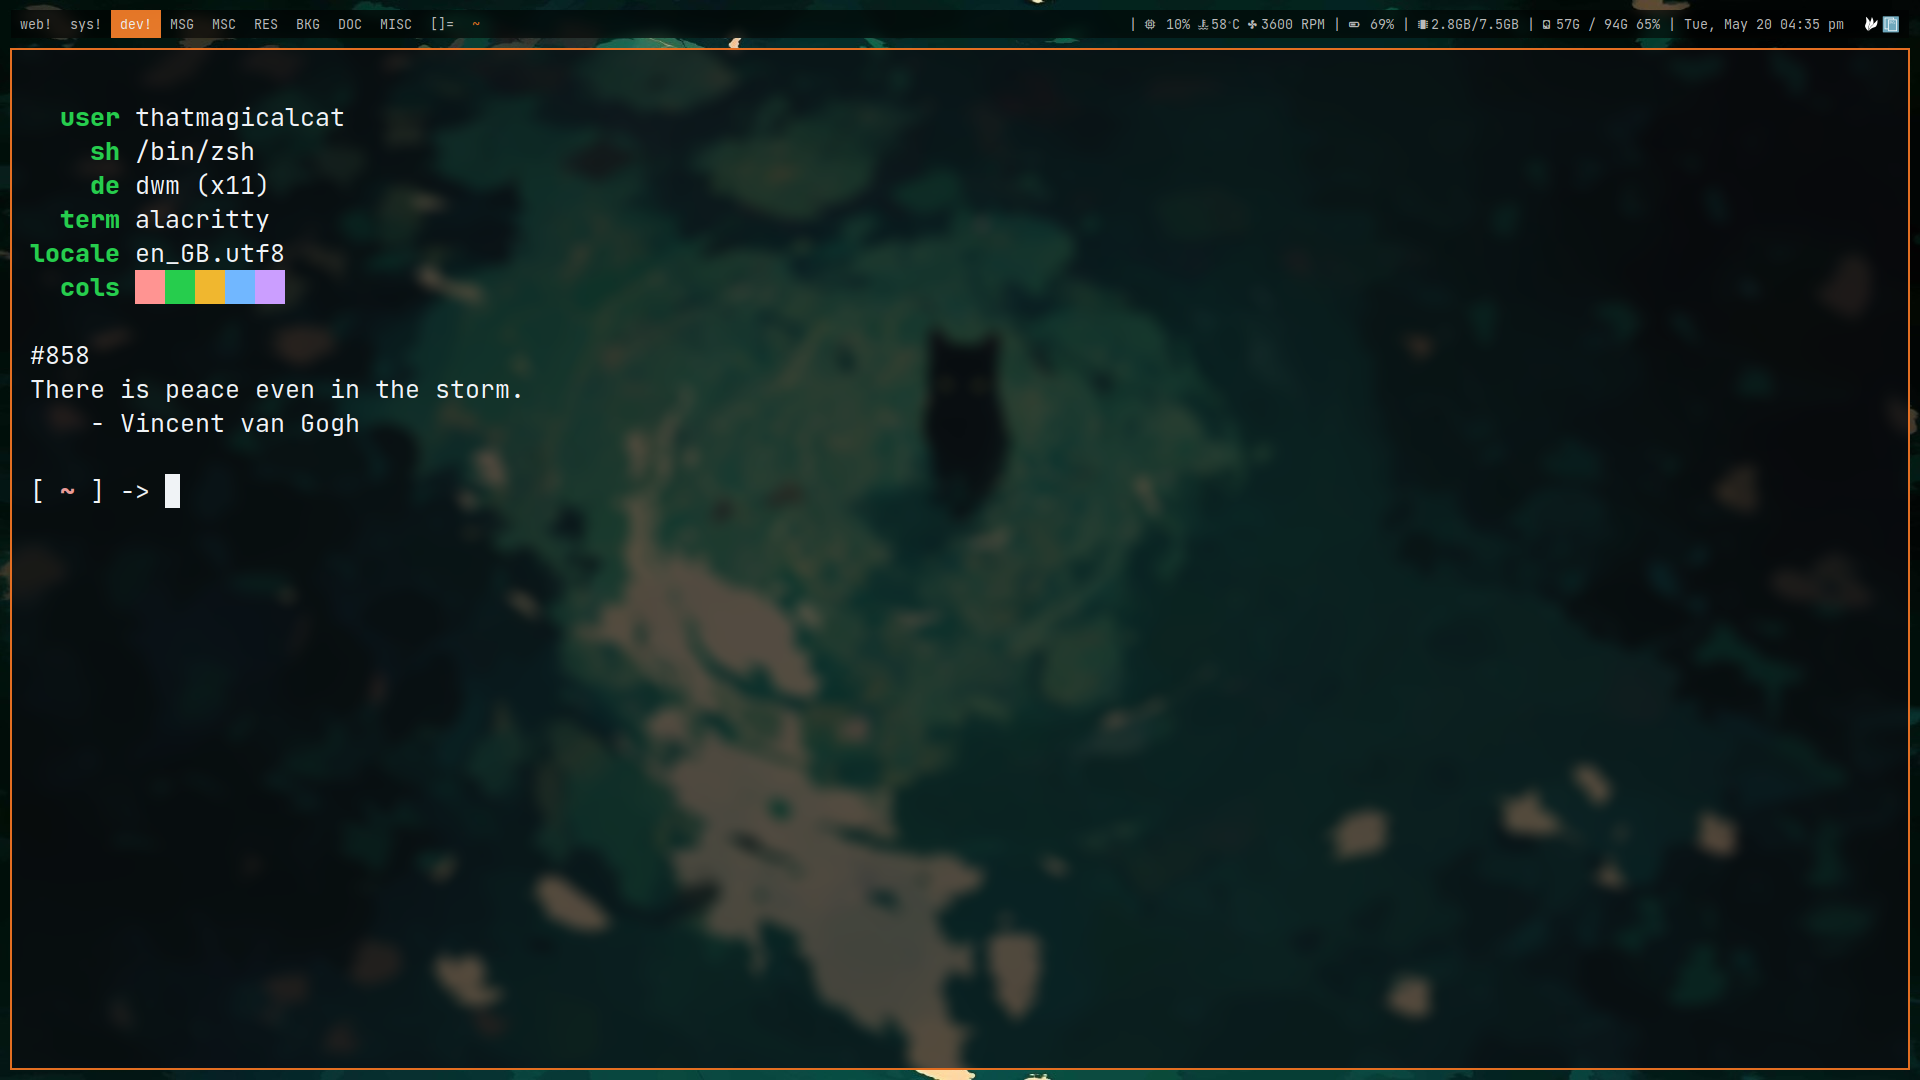 web! sys! dev! MSG MSC RES BKG DOC MISC []= ~ | 10% 58°C 3600 RPM | 69% | 2.8GB/7.5GB | 57G / 94G 65% | Tue, May 20 04:35 pm
user thatmagicalcat
sh /bin/zsh
de dwm (x11)
term alacritty
locale en_GB.utf8
cols
#858
There is peace even in the storm.
- Vincent van Gogh
[ ~ ] ->